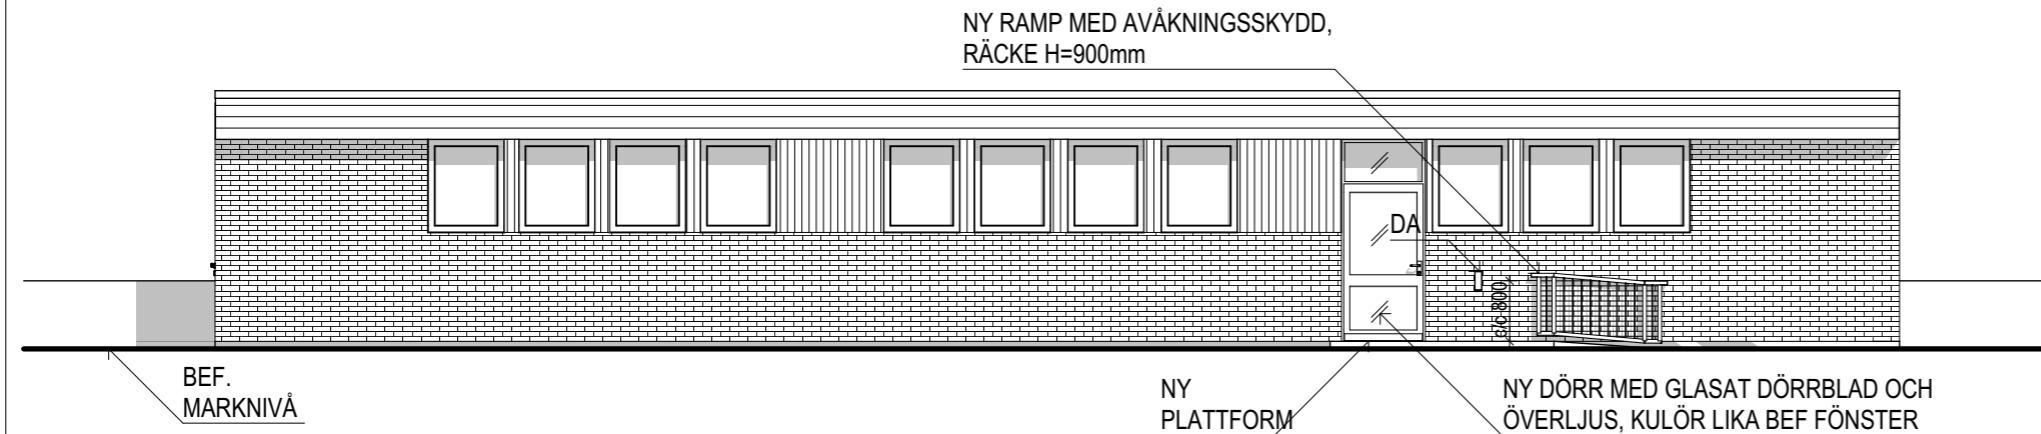 NY RAMP MED AVÅKNINGSSKYDD,
RÄCKE H=900mm
DA
c/c 800
BEF.
MARKNIVÅ
NY
PLATTFORM
NY DÖRR MED GLASAT DÖRRBLAD OCH
ÖVERLJUS, KULÖR LIKA BEF FÖNSTER